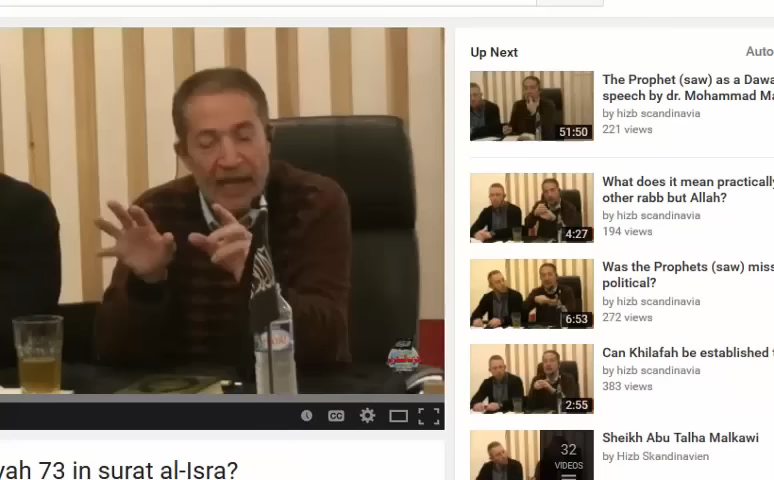 Up Next
Auto
The Prophet (saw) as a Dawa
speech by dr. Mohammad Ma
by hizb scandinavia
221 views
51:50
What does it mean practically
other rabb but Allah?
by hizb scandinavia
194 views
4:27
Was the Prophets (saw) miss
political?
by hizb scandinavia
272 views
6:53
Can Khilafah be established
by hizb scandinavia
383 views
2:55
Sheikh Abu Talha Malkawi
by Hizb Skandinavien
32
VIDEOS
CC
yah 73 in surat al-Isra?